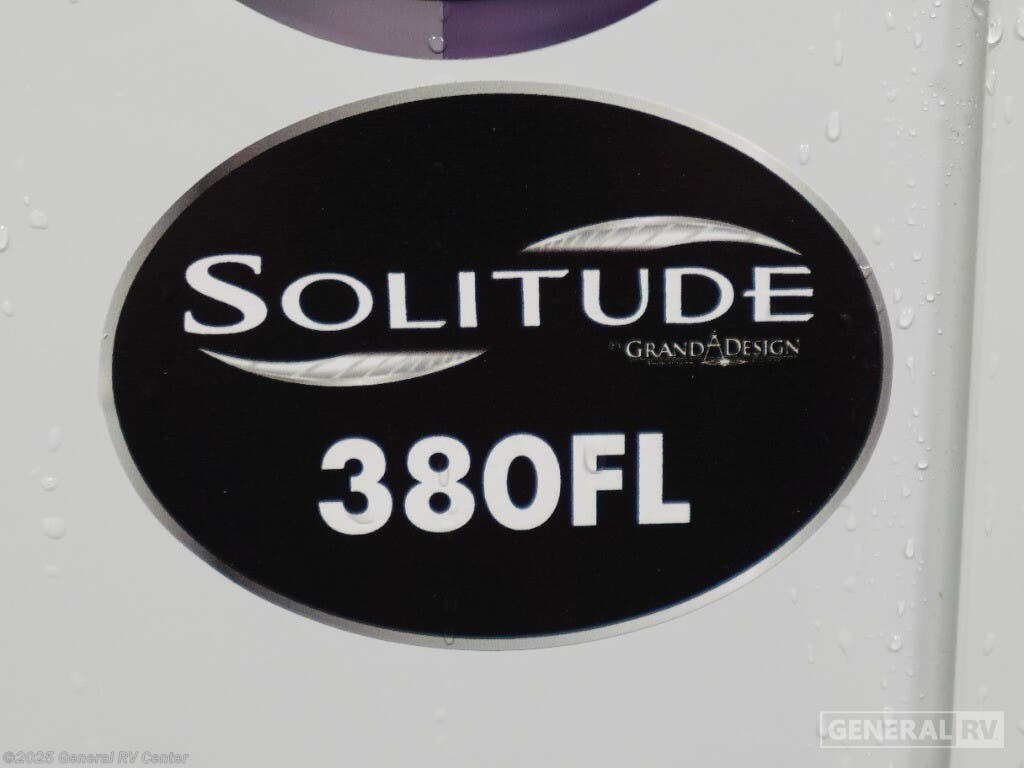 SOLITUDE
BY GRAND DESIGN
380FL
GENERAL RV
©2025 General RV Center